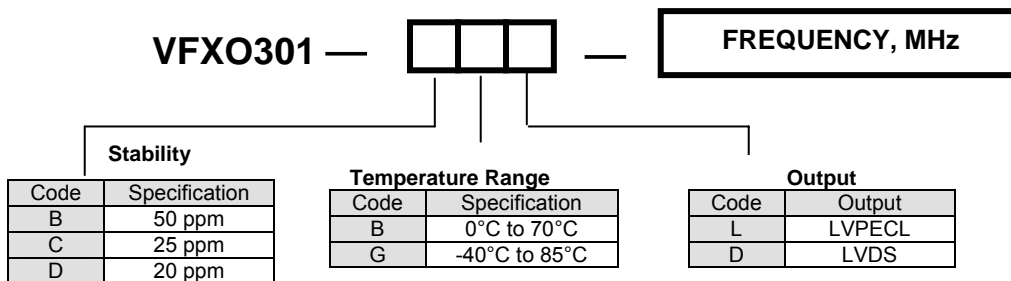 VFXO301 — — FREQUENCY, MHz
Stability
Code Specification
B 50 ppm
C 25 ppm
D 20 ppm
Temperature Range
Code Specification
B 0°C to 70°C
G -40°C to 85°C
Output
Code Output
L LVPECL
D LVDS